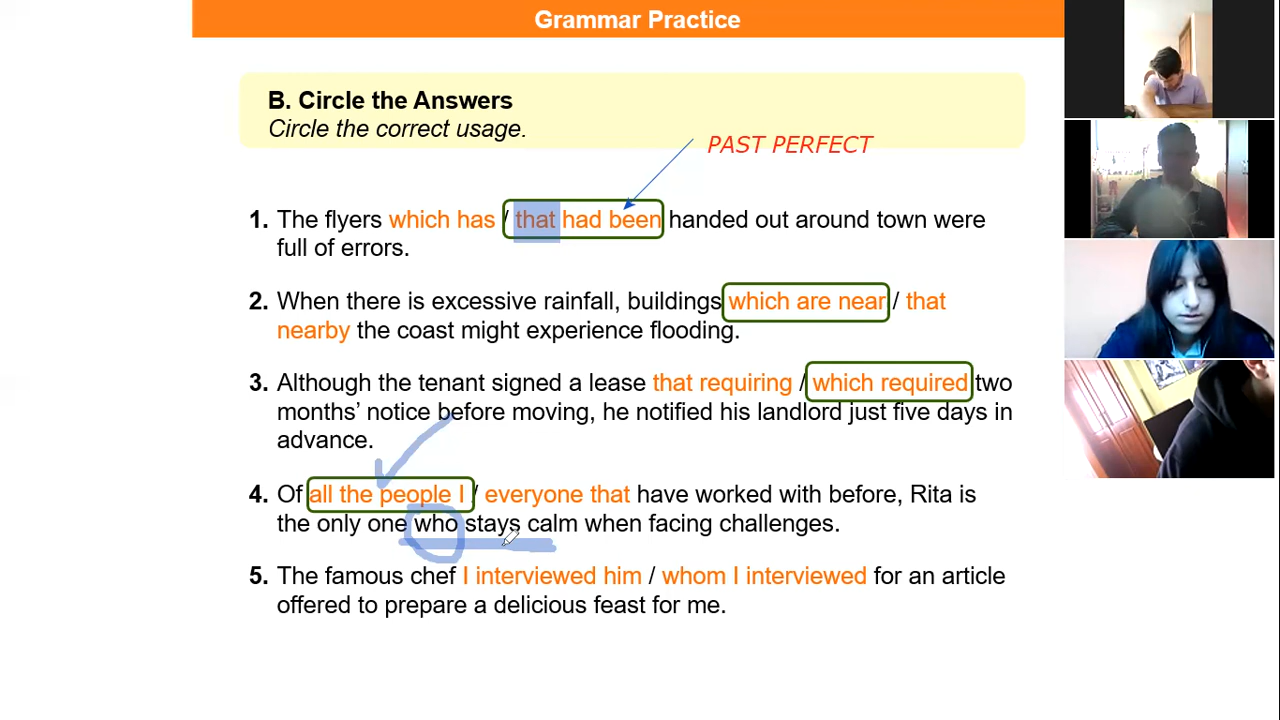 Grammar Practice
B. Circle the Answers
Circle the correct usage.
PAST PERFECT
1. The flyers which has / that had been handed out around town were
full of errors.
2. When there is excessive rainfall, buildings which are near / that
nearby the coast might experience flooding.
3. Although the tenant signed a lease that requiring / which required two
months’ notice before moving, he notified his landlord just five days in
advance.
4. Of all the people I / everyone that have worked with before, Rita is
the only one who stays calm when facing challenges.
5. The famous chef I interviewed him / whom I interviewed for an article
offered to prepare a delicious feast for me.